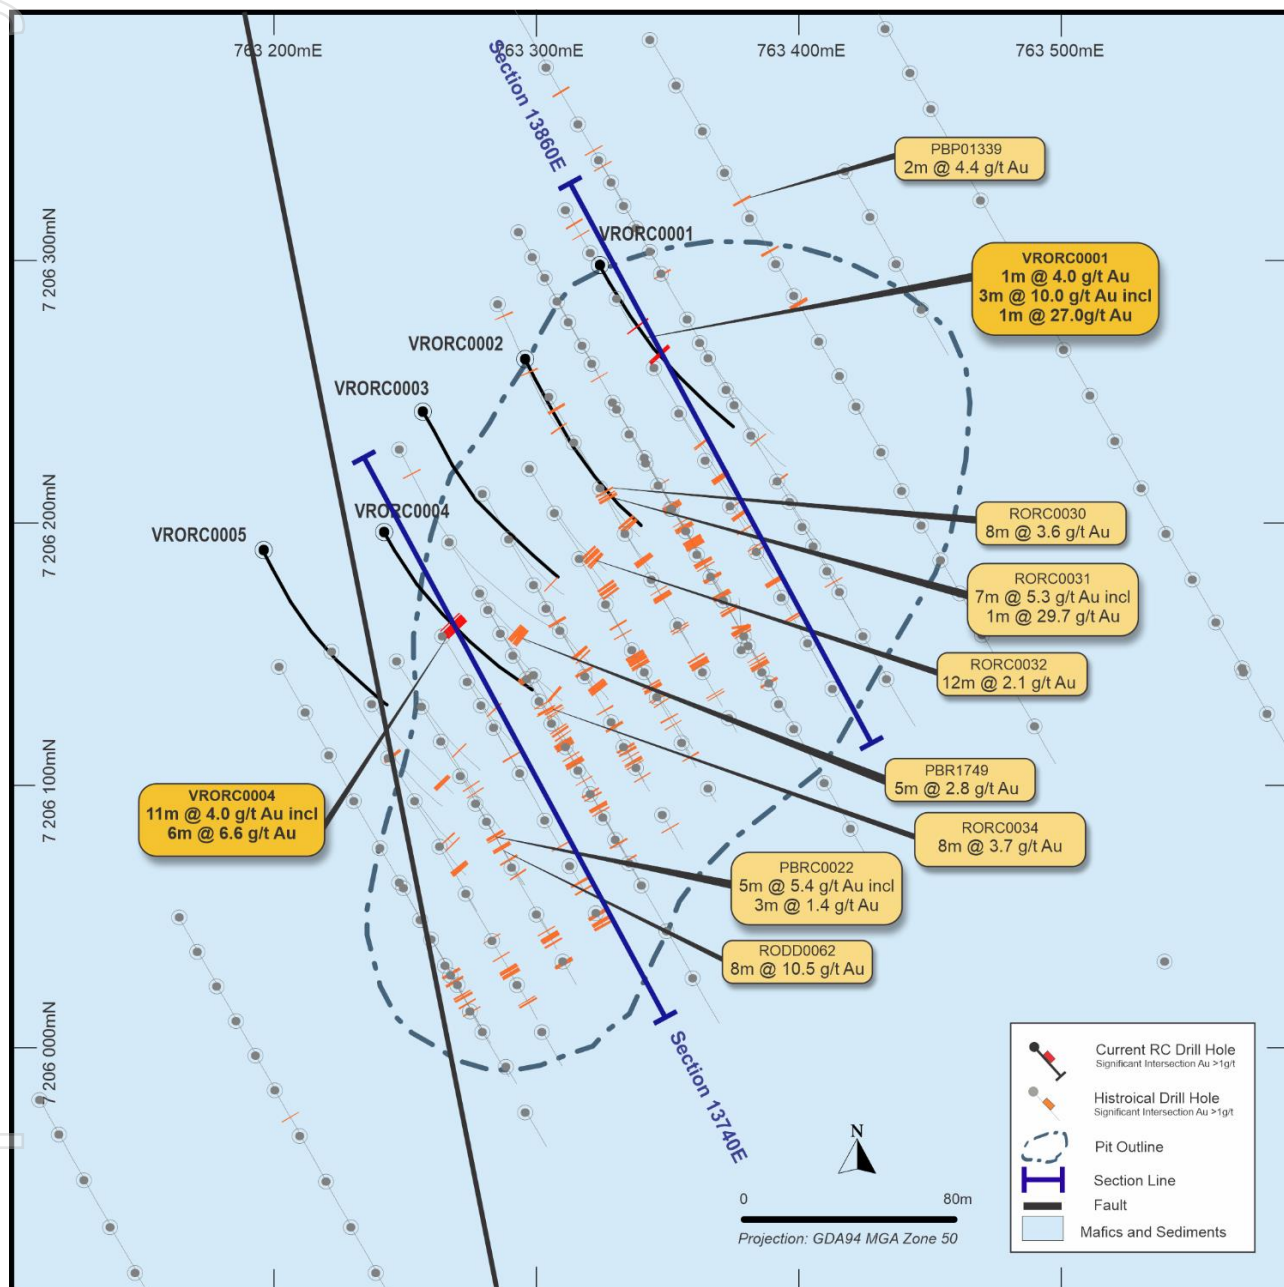 763 200mE
763 300mE
763 400mE
763 500mE
Section 13860E
PBP01339
2m @ 4.4 g/t Au
7 206 300mN
VRORC0001
VRORC0001
1m @ 4.0 g/t Au
3m @ 10.0 g/t Au incl
1m @ 27.0g/t Au
VRORC0002
VRORC0003
7 206 200mN
VRORC0004
VRORC0005
RORC0030
8m @ 3.6 g/t Au
RORC0031
7m @ 5.3 g/t Au incl
1m @ 29.7 g/t Au
RORC0032
12m @ 2.1 g/t Au
7 206 100mN
PBR1749
5m @ 2.8 g/t Au
VRORC0004
11m @ 4.0 g/t Au incl
6m @ 6.6 g/t Au
RORC0034
8m @ 3.7 g/t Au
PBRC0022
5m @ 5.4 g/t Au incl
3m @ 1.4 g/t Au
RODD0062
8m @ 10.5 g/t Au
7 206 000mN
Section 13740E
N
0 80m
Projection: GDA94 MGA Zone 50
Current RC Drill Hole
Significant Intersection Au >1g/t
Histroical Drill Hole
Significant Intersection Au >1g/t
Pit Outline
Section Line
Fault
Mafics and Sediments